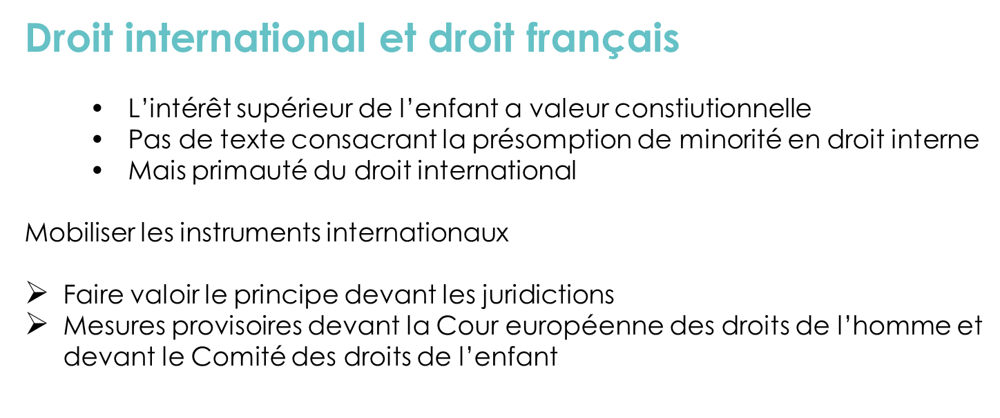 Droit international et droit français
• L’intérêt supérieur de l’enfant a valeur constiutionnelle
• Pas de texte consacrant la présomption de minorité en droit interne
• Mais primauté du droit international
Mobiliser les instruments internationaux
➢ Faire valoir le principe devant les juridictions
➢ Mesures provisoires devant la Cour européenne des droits de l’homme et
devant le Comité des droits de l’enfant